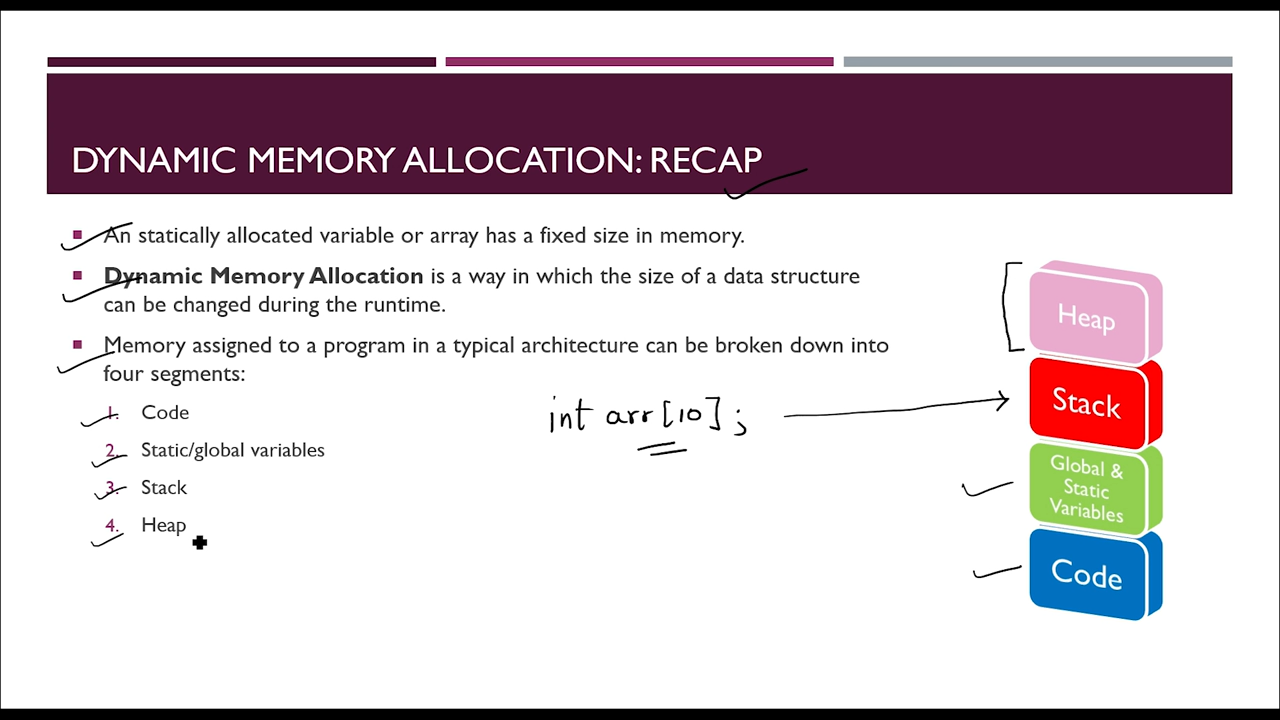 DYNAMIC MEMORY ALLOCATION: RECAP
An statically allocated variable or array has a fixed size in memory.
Dynamic Memory Allocation is a way in which the size of a data structure
can be changed during the runtime.
Memory assigned to a program in a typical architecture can be broken down into
four segments:
1. Code
2. Static/global variables
3. Stack
4. Heap
int arr[10];
Heap
Stack
Global &
Static
Variables
Code